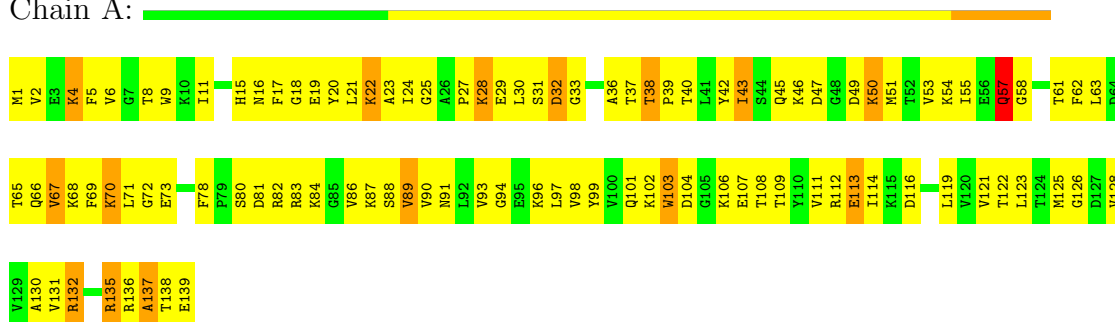 Chain A:
M1 V2 E3 K4 F5 V6 G7 T8 W9 K10 I11 H15 N16 F17 G18 E19 Y20 L21 K22 A23 I24 G25 A26 P27 K28 E29 L30 S31 D32 G33 A36 T37 T38 P39 T40 L41 Y42 I43 S44 Q45 K46 D47 G48 D49 K50 M51 T52 V53 K54 I55 E56 Q57 G58 T61 F62 L63 D64
T65 Q66 V67 K68 F69 K70 L71 G72 E73 F78 P79 S80 D81 R82 R83 K84 G85 V86 K87 S88 V89 V90 N91 L92 V93 G94 E95 K96 L97 V98 Y99 V100 Q101 K102 W103 D104 G105 K106 E107 T108 T109 Y110 V111 R112 E113 I114 K115 D116 L119 V120 V121 T122 L123 T124 M125 G126 D127 V128
V129 A130 V131 R132 R135 R136 A137 T138 E139